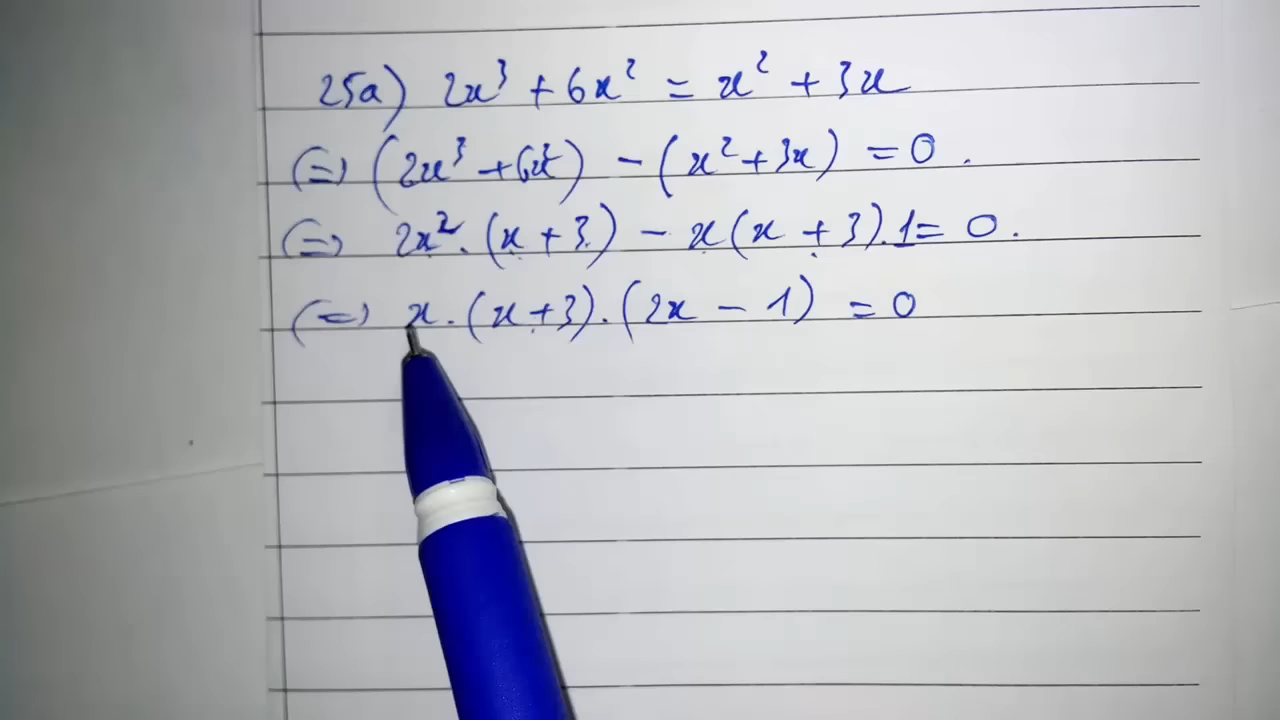 25a) 2x³ + 6x² = x² + 3x
(=) (2x³ + 6x²) - (x² + 3x) = 0.
(=) 2x².(x + 3) - x(x + 3).1 = 0.
(=) x.(x + 3).(2x - 1) = 0